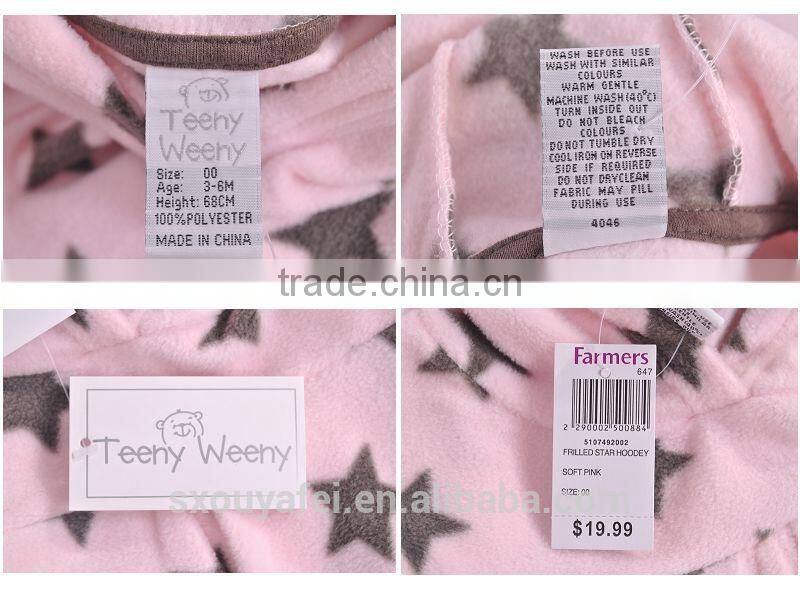 Teeny
Weeny
Size: 00
Age: 3-6M
Height: 68CM
100%POLYESTER
MADE IN CHINA
WASH BEFORE USE
WASH WITH SIMILAR
COLOURS
WARM GENTLE
MACHINE WASH(40°C)
TURN INSIDE OUT
DO NOT BLEACH
COLOURS
DO NOT TUMBLE DRY
COOL IRON ON REVERSE
SIDE IF REQUIRED
DO NOT DRYCLEAN
FABRIC MAY PILL
DURING USE
4046
trade.china.cn
Teeny Weeny
Farmers
647
2 290002 500884
5107492002
FRILLED STAR HOODEY
SOFT PINK
SIZE: 00
$19.99
sxouyafei.en.alibaba.com